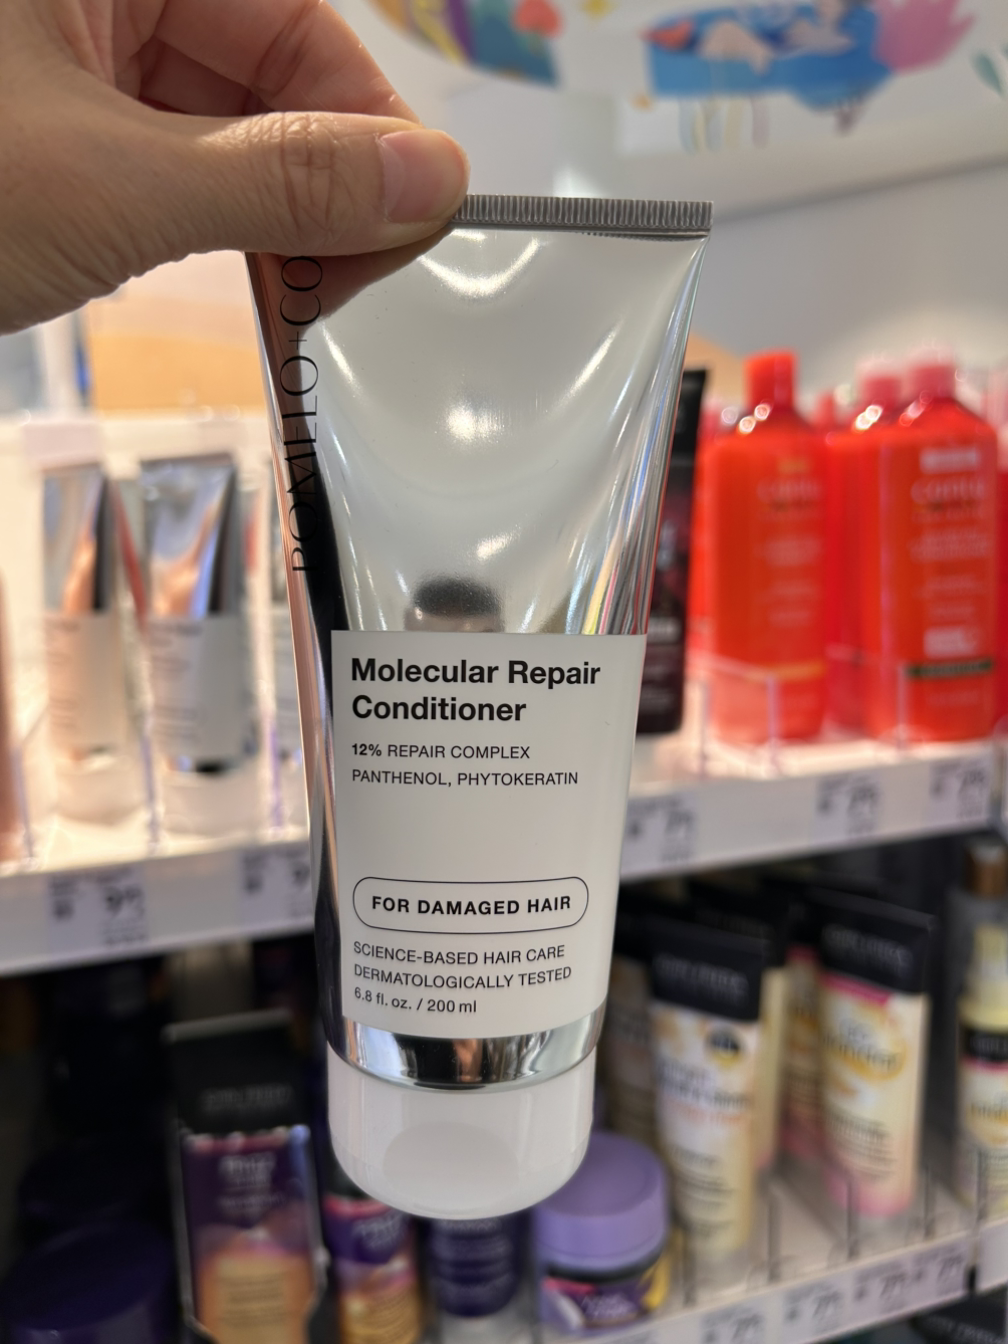 POMELO+CO
Molecular Repair
Conditioner
12% REPAIR COMPLEX
PANTHENOL, PHYTOKERATIN
FOR DAMAGED HAIR
SCIENCE-BASED HAIR CARE
DERMATOLOGICALLY TESTED
6.8 fl. oz. / 200 ml